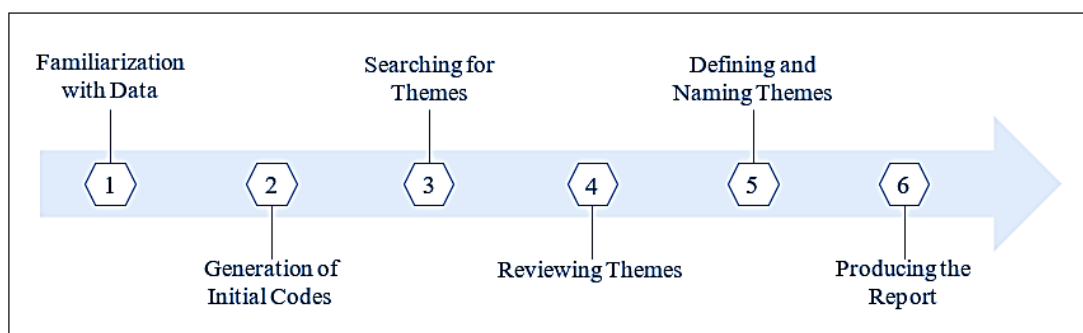 Familiarization
with Data
Searching for
Themes
Defining and
Naming Themes
1
2
3
4
5
6
Generation of
Initial Codes
Reviewing Themes
Producing the
Report